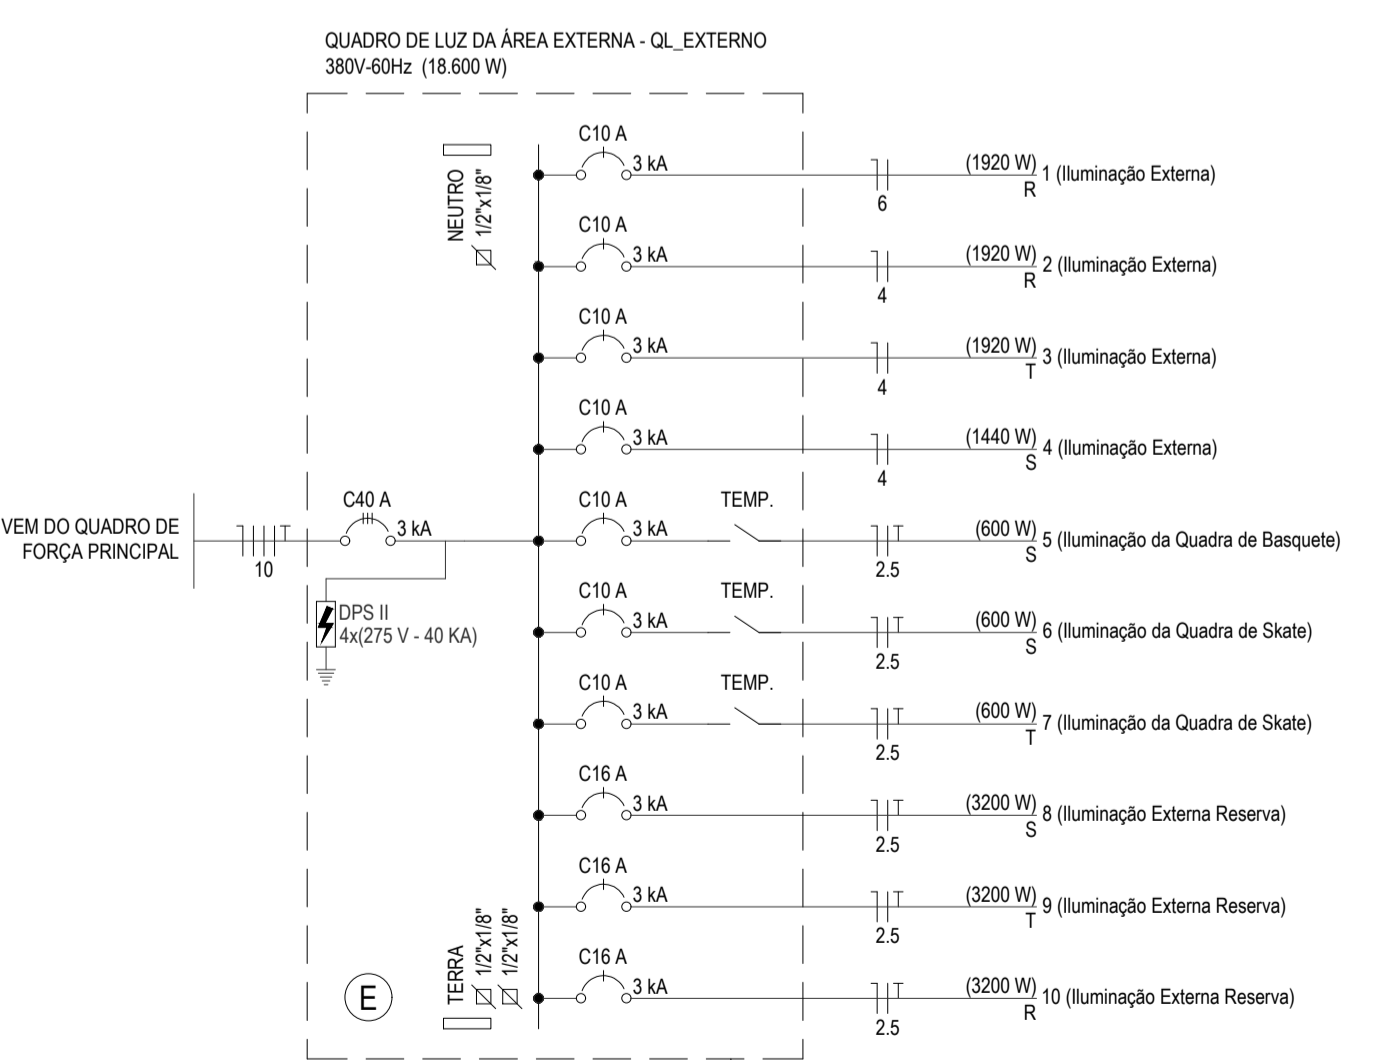 QUADRO DE LUZ DA ÁREA EXTERNA - QL_EXTERNO
380V-60Hz (18.600 W)
NEUTRO
1/2"x1/8"
C10 A
3 kA
6
(1920 W)
R
1 (Iluminação Externa)
C10 A
3 kA
4
(1920 W)
R
2 (Iluminação Externa)
C10 A
3 kA
4
(1920 W)
T
3 (Iluminação Externa)
C10 A
3 kA
4
(1440 W)
S
4 (Iluminação Externa)
VEM DO QUADRO DE
FORÇA PRINCIPAL
10
C40 A
3 kA
DPS II
4x(275 V - 40 KA)
C10 A
3 kA
TEMP.
2.5
(600 W)
S
5 (Iluminação da Quadra de Basquete)
C10 A
3 kA
TEMP.
2.5
(600 W)
S
6 (Iluminação da Quadra de Skate)
C10 A
3 kA
TEMP.
2.5
(600 W)
T
7 (Iluminação da Quadra de Skate)
C16 A
3 kA
2.5
(3200 W)
S
8 (Iluminação Externa Reserva)
C16 A
3 kA
2.5
(3200 W)
T
9 (Iluminação Externa Reserva)
C16 A
3 kA
2.5
(3200 W)
R
10 (Iluminação Externa Reserva)
E
TERRA
1/2"x1/8"
1/2"x1/8"